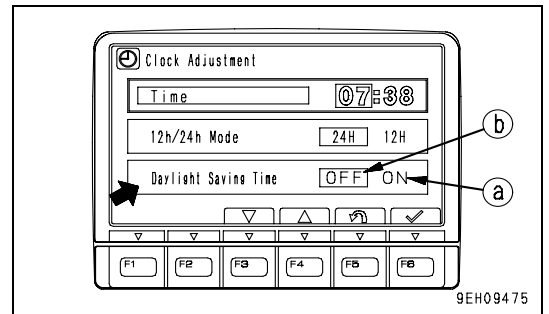 Clock Adjustment
Time 07:38
12h/24h Mode 24H 12H
Daylight Saving Time OFF ON
b
a
F1 F2 F3 F4 F5 F6
9EH09475